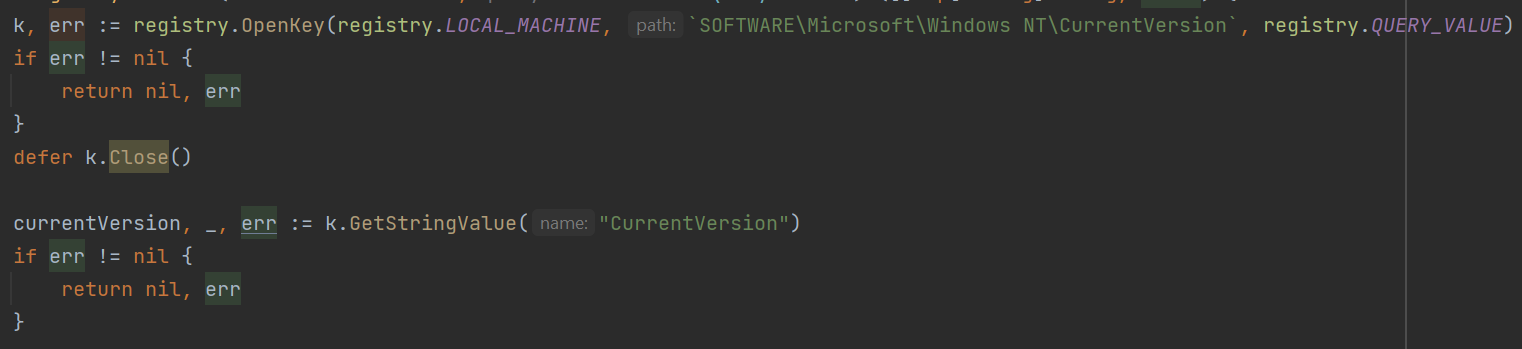 k, err := registry.OpenKey(registry.LOCAL_MACHINE, path: `SOFTWARE\Microsoft\Windows NT\CurrentVersion`, registry.QUERY_VALUE)
if err != nil {
    return nil, err
}
defer k.Close()
currentVersion, _, err := k.GetStringValue( name: "CurrentVersion")
if err != nil {
    return nil, err
}